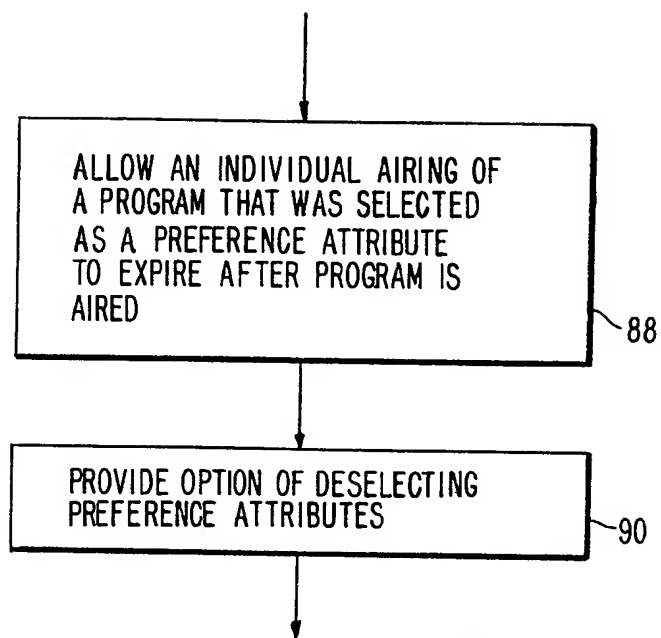 ALLOW AN INDIVIDUAL AIRING OF
A PROGRAM THAT WAS SELECTED
AS A PREFERENCE ATTRIBUTE
TO EXPIRE AFTER PROGRAM IS
AIRED
88
PROVIDE OPTION OF DESELECTING
PREFERENCE ATTRIBUTES
90